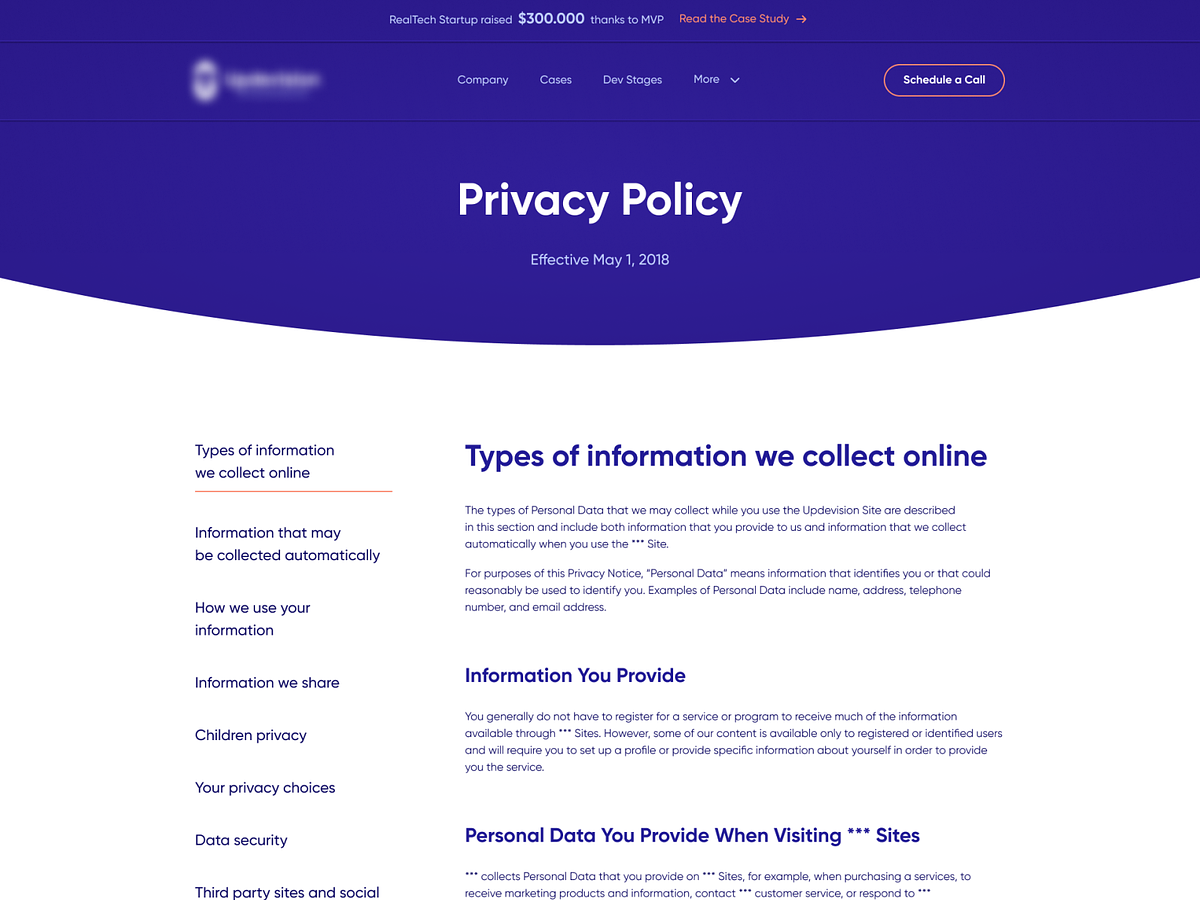 RealTech Startup raised $300.000 thanks to MVP Read the Case Study →
Company Cases Dev Stages More Schedule a Call
Privacy Policy
Effective May 1, 2018
Types of information
we collect online
Information that may
be collected automatically
How we use your
information
Information we share
Children privacy
Your privacy choices
Data security
Third party sites and social
Types of information we collect online
The types of Personal Data that we may collect while you use the Updevision Site are described
in this section and include both information that you provide to us and information that we collect
automatically when you use the *** Site.
For purposes of this Privacy Notice, “Personal Data” means information that identifies you or that could
reasonably be used to identify you. Examples of Personal Data include name, address, telephone
number, and email address.
Information You Provide
You generally do not have to register for a service or program to receive much of the information
available through *** Sites. However, some of our content is available only to registered or identified users
and will require you to set up a profile or provide specific information about yourself in order to provide
you the service.
Personal Data You Provide When Visiting *** Sites
*** collects Personal Data that you provide on *** Sites, for example, when purchasing a services, to
receive marketing products and information, contact *** customer service, or respond to ***